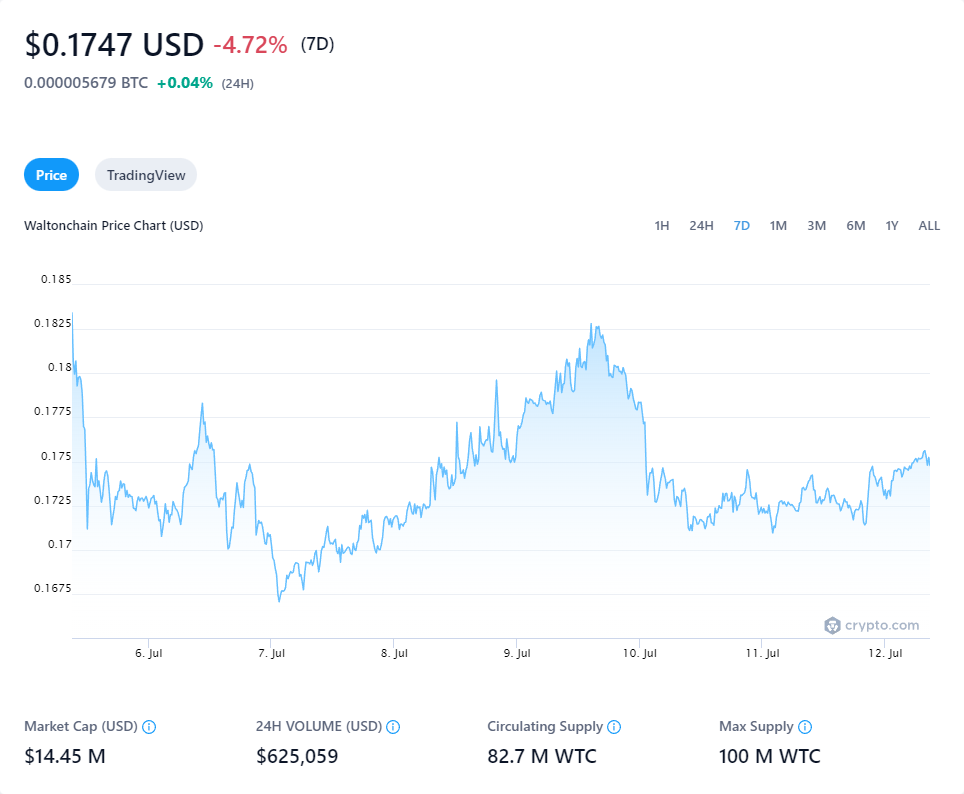 $0.1747 USD -4.72% (7D)
0.000005679 BTC +0.04% (24H)
Price TradingView
Waltonchain Price Chart (USD) 1H 24H 7D 1M 3M 6M 1Y ALL
0.185
0.1825
0.18
0.1775
0.175
0.1725
0.17
0.1675
crypto.com
6. Jul 7. Jul 8. Jul 9. Jul 10. Jul 11. Jul 12. Jul
Market Cap (USD) 24H VOLUME (USD) Circulating Supply Max Supply
$14.45 M $625,059 82.7 M WTC 100 M WTC